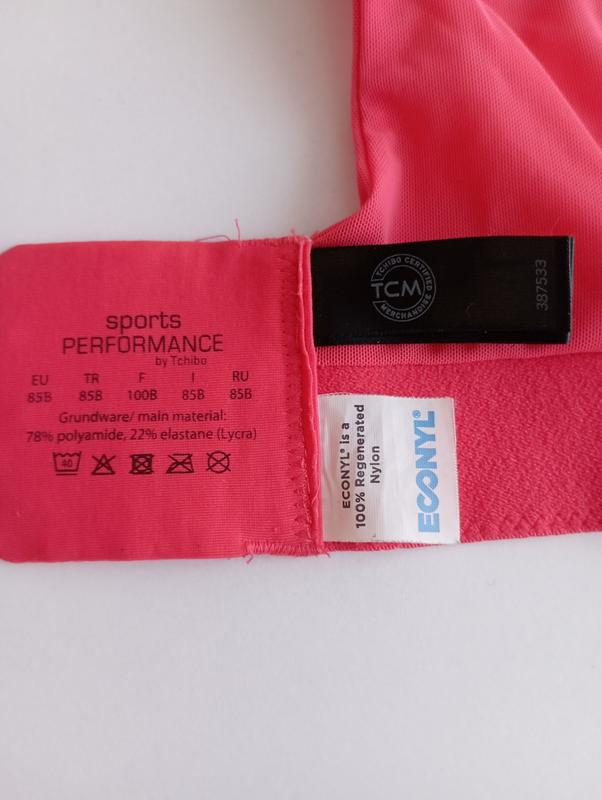 sports
PERFORMANCE
by Tchibo
EU TR F I RU
85B 85B 100B 85B 85B
Grundware/ main material:
78% polyamide, 22% elastane (Lycra)
40
TCHIBO CERTIFIED
TCM
MERCHANDISE
387533
ECONYL® is a
100% Regenerated
Nylon
ECONYL®